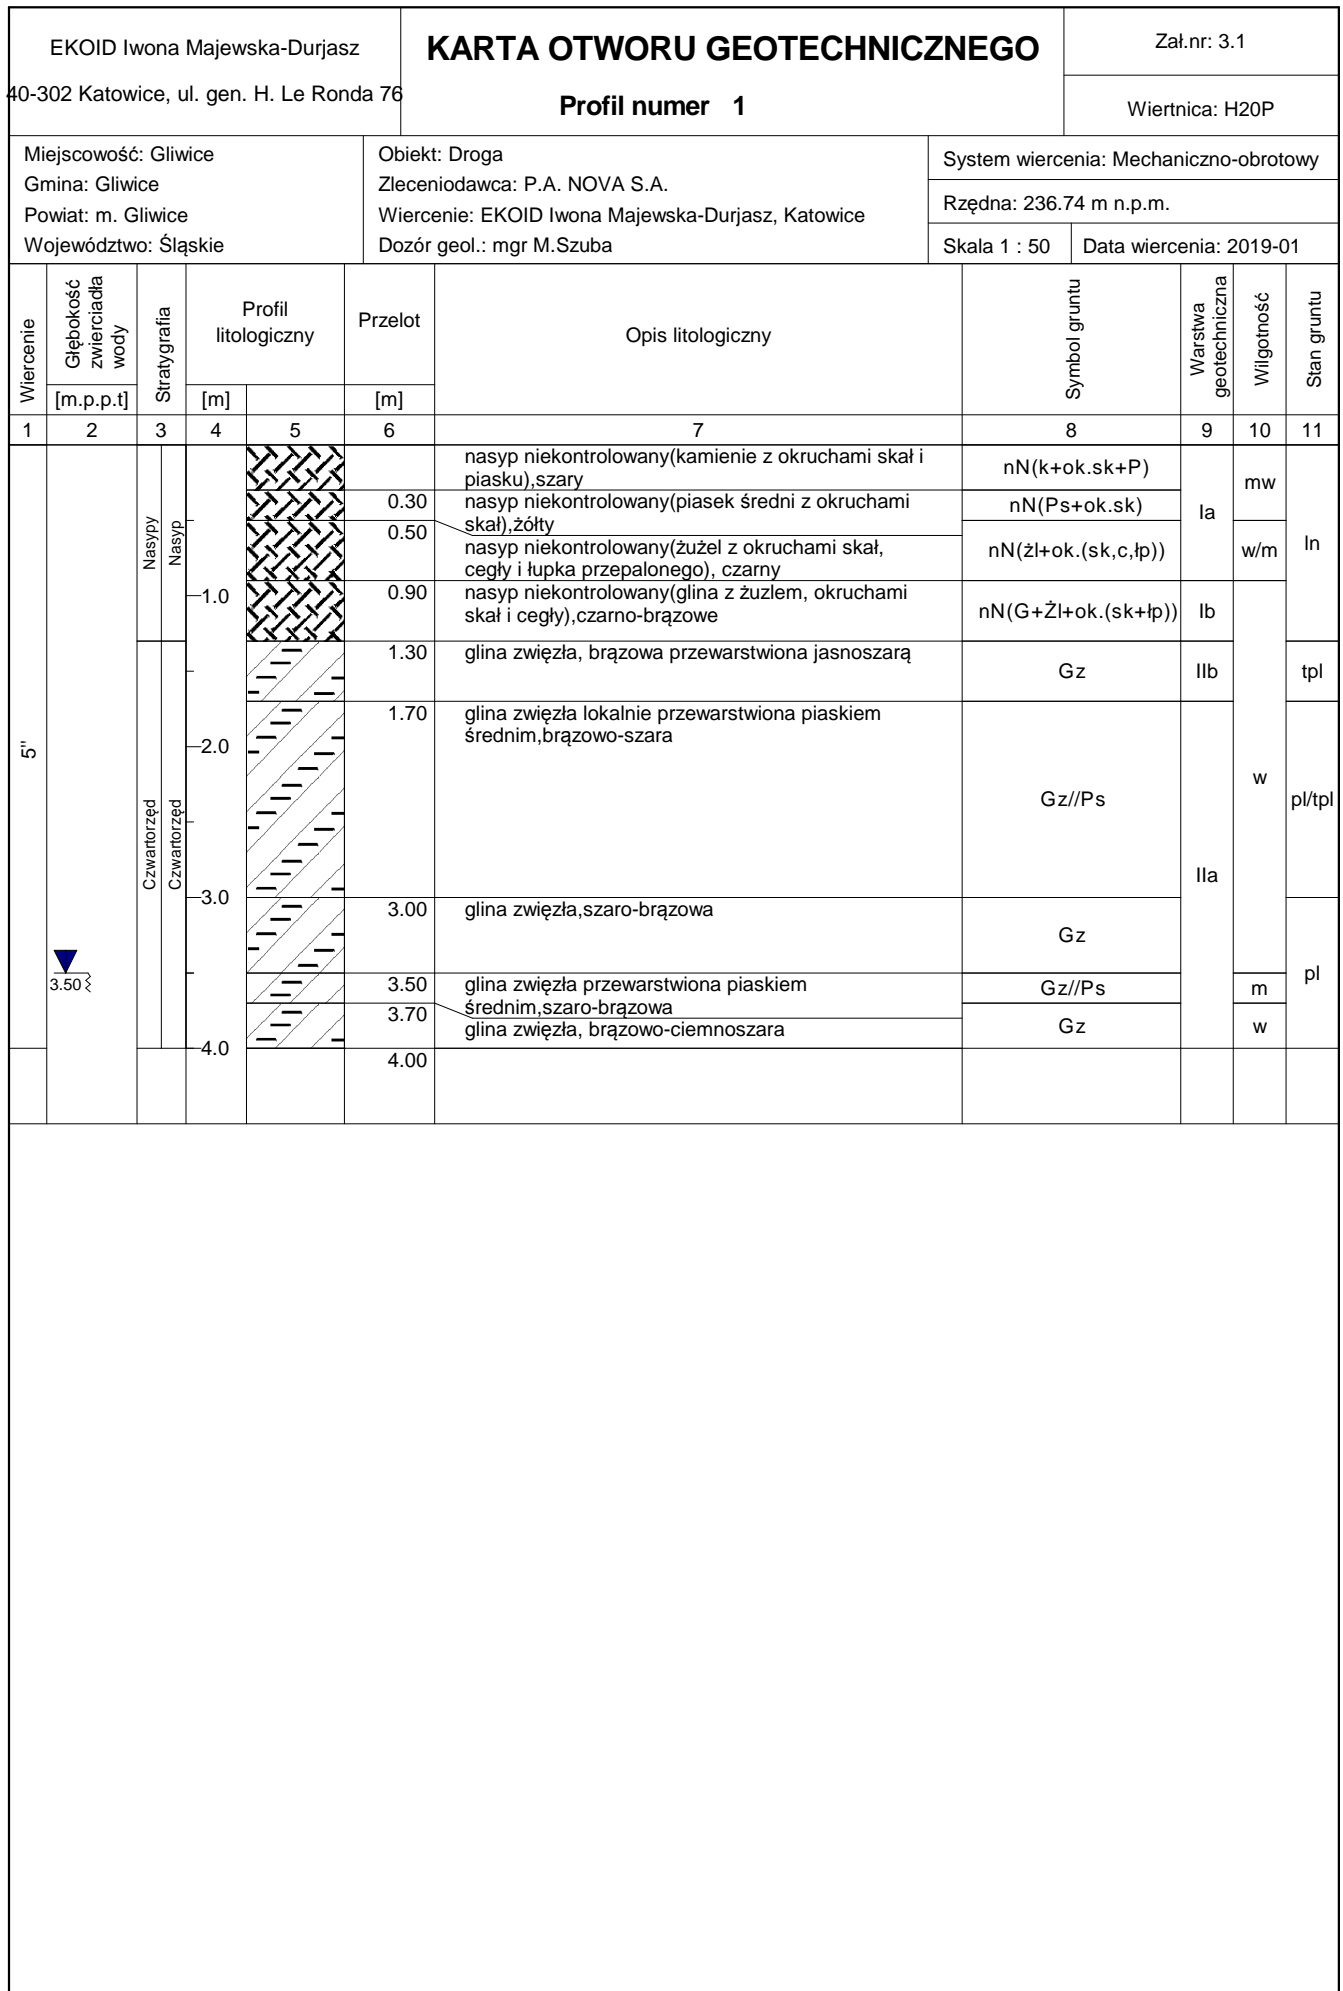 EKOID Iwona Majewska-Durjasz
40-302 Katowice, ul. gen. H. Le Ronda 76
KARTA OTWORU GEOTECHNICZNEGO
Profil numer 1
Zał.nr: 3.1
Wiertnica: H20P
Miejscowość: Gliwice
Gmina: Gliwice
Powiat: m. Gliwice
Województwo: Śląskie
Obiekt: Droga
Zleceniodawca: P.A. NOVA S.A.
Wiercenie: EKOID Iwona Majewska-Durjasz, Katowice
Dozór geol.: mgr M.Szuba
System wiercenia: Mechaniczno-obrotowy
Rzędna: 236.74 m n.p.m.
Skala 1 : 50
Data wiercenia: 2019-01
Wiercenie
Głębokość
zwierciadła
wody
[m.p.p.t]
Stratygrafia
Profil
litologiczny
[m]
Przelot
[m]
Opis litologiczny
Symbol gruntu
Warstwa
geotechniczna
Wilgotność
Stan gruntu
1 2 3 4 5 6 7 8 9 10 11
5"
3.50
Nasypy
Nasyp
Czwartorzęd
Czwartorzęd
1.0
2.0
3.0
4.0
nasyp niekontrolowany(kamienie z okruchami skał i
piasku),szary
nN(k+ok.sk+P)
Ia
mw
ln
0.30
nasyp niekontrolowany(piasek średni z okruchami
skał),żółty
nN(Ps+ok.sk)
0.50
nasyp niekontrolowany(żużel z okruchami skał,
cegły i łupka przepalonego), czarny
nN(żl+ok.(sk,c,łp))
w/m
0.90
nasyp niekontrolowany(glina z żuzlem, okruchami
skał i cegły),czarno-brązowe
nN(G+Żl+ok.(sk+łp))
Ib
w
1.30
glina zwięzła, brązowa przewarstwiona jasnoszarą
Gz
IIb
tpl
1.70
glina zwięzła lokalnie przewarstwiona piaskiem
średnim,brązowo-szara
Gz//Ps
IIa
pl/tpl
3.00
glina zwięzła,szaro-brązowa
Gz
pl
3.50
glina zwięzła przewarstwiona piaskiem
średnim,szaro-brązowa
Gz//Ps
m
3.70
glina zwięzła, brązowo-ciemnoszara
Gz
w
4.00